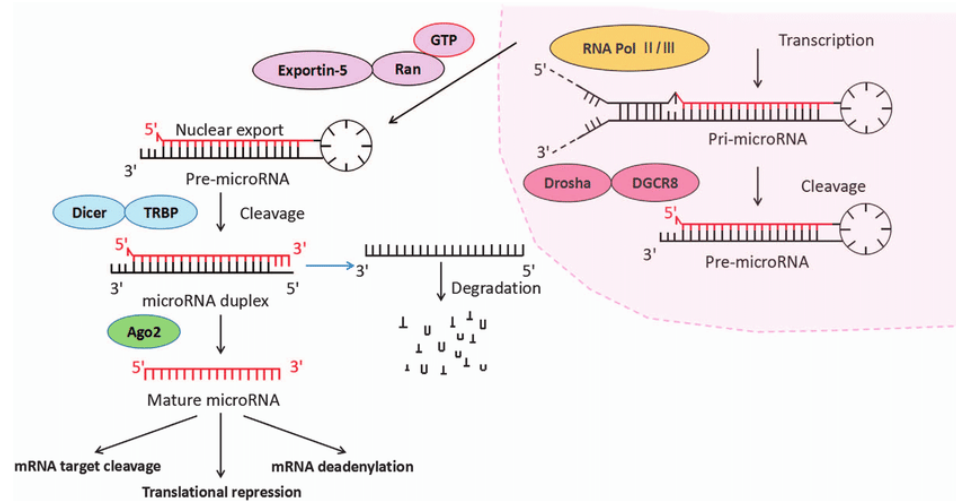 GTP
Exportin-5
Ran
RNA Pol II/III
Transcription
5'
3'
Pri-microRNA
Drosha
DGCR8
Cleavage
5'
3'
Pre-microRNA
5'
Nuclear export
3'
Pre-microRNA
Dicer
TRBP
Cleavage
5'
3'
3'
5'
microRNA duplex
3'
5'
Degradation
Ago2
5'
3'
Mature microRNA
mRNA target cleavage
mRNA deadenylation
Translational repression